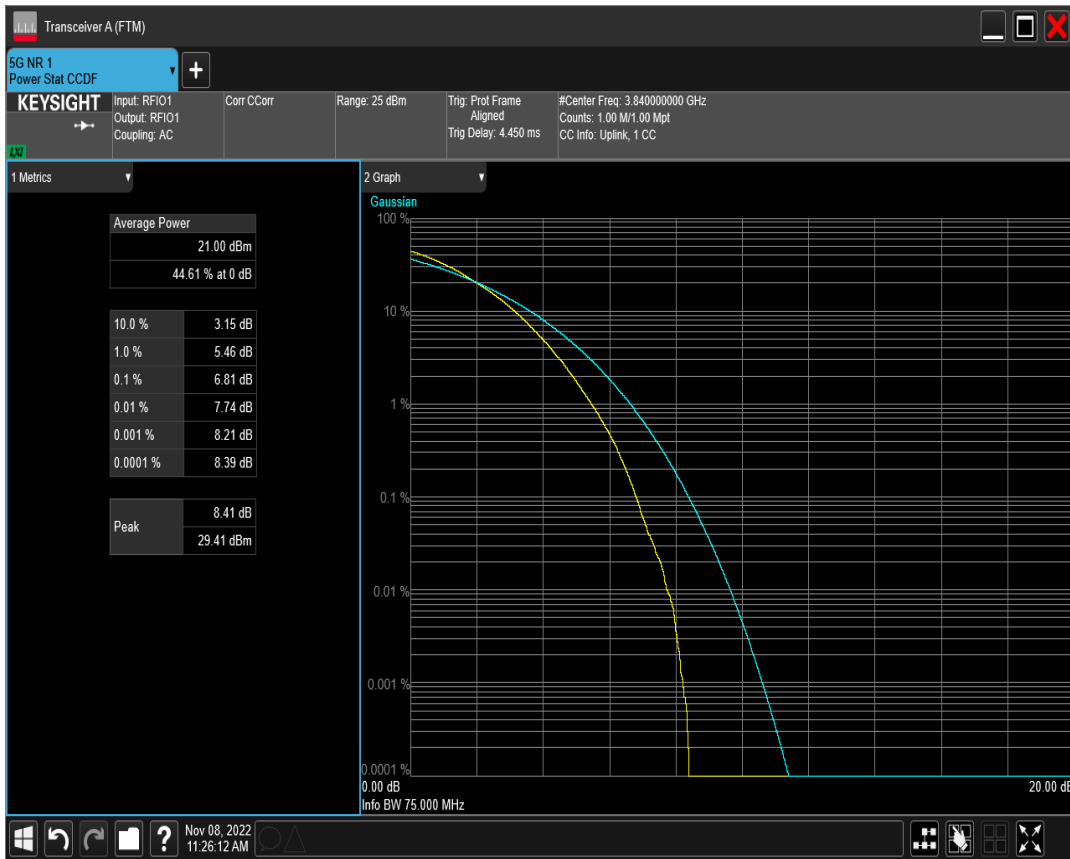 Transceiver A (FTM)
5G NR 1
Power Stat CCDF
+
KEYSIGHT
LXI
Input: RFIO1
Output: RFIO1
Coupling: AC
Corr CCorr
Range: 25 dBm
Trig: Prot Frame
Aligned
Trig Delay: 4.450 ms
#Center Freq: 3.840000000 GHz
Counts: 1.00 M/1.00 Mpt
CC Info: Uplink, 1 CC
1 Metrics
Average Power
21.00 dBm
44.61 % at 0 dB
10.0 % 3.15 dB
1.0 % 5.46 dB
0.1 % 6.81 dB
0.01 % 7.74 dB
0.001 % 8.21 dB
0.0001 % 8.39 dB
Peak
8.41 dB
29.41 dBm
2 Graph
Gaussian
100 %
10 %
1 %
0.1 %
0.01 %
0.001 %
0.0001 %
0.00 dB 20.00 dB
Info BW 75.000 MHz
?
Nov 08, 2022
11:26:12 AM